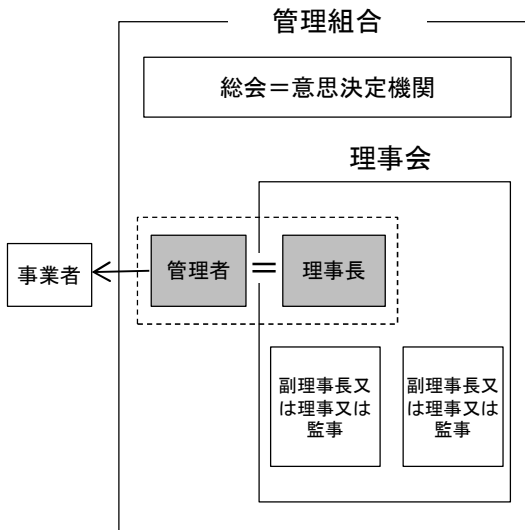 管理組合
総会＝意思決定機関
理事会
事業者
管理者
＝
理事長
副理事長又
は理事又は
監事
副理事長又
は理事又は
監事